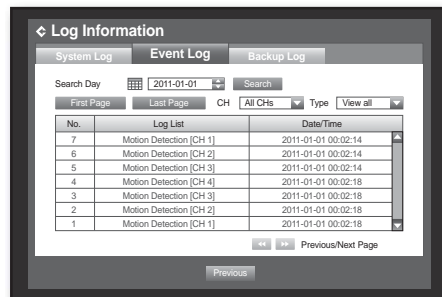 Log Information
System Log Event Log Backup Log
Search Day 2011-01-01 Search
First Page Last Page CH All CHs Type View all
No. Log List Date/Time
7 Motion Detection [CH 1] 2011-01-01 00:02:14
6 Motion Detection [CH 2] 2011-01-01 00:02:14
5 Motion Detection [CH 3] 2011-01-01 00:02:14
4 Motion Detection [CH 4] 2011-01-01 00:02:18
3 Motion Detection [CH 3] 2011-01-01 00:02:18
2 Motion Detection [CH 2] 2011-01-01 00:02:18
1 Motion Detection [CH 1] 2011-01-01 00:02:18
Previous/Next Page
Previous